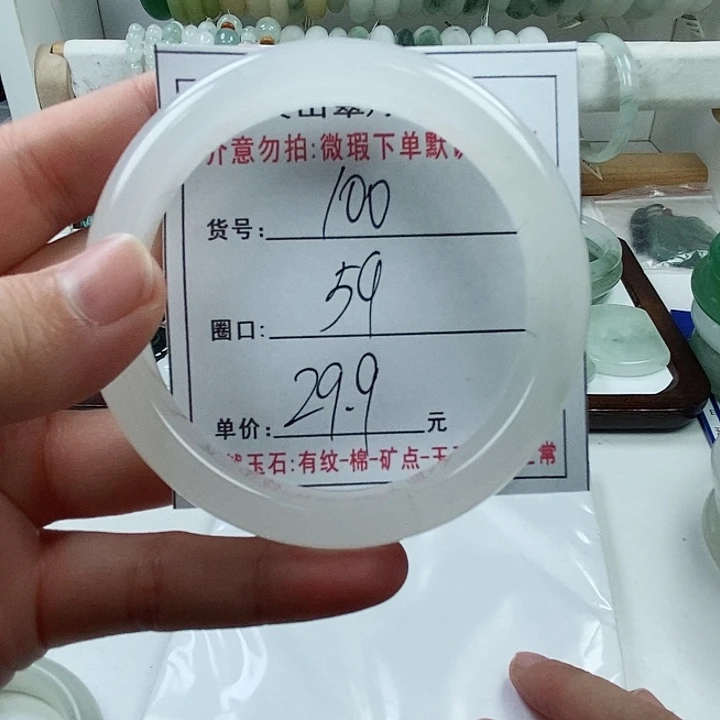 介意勿拍:微瑕下单默
货号: 100
圈口: 59
单价: 29.9 元
玉石:有纹-棉-矿点-玉 常